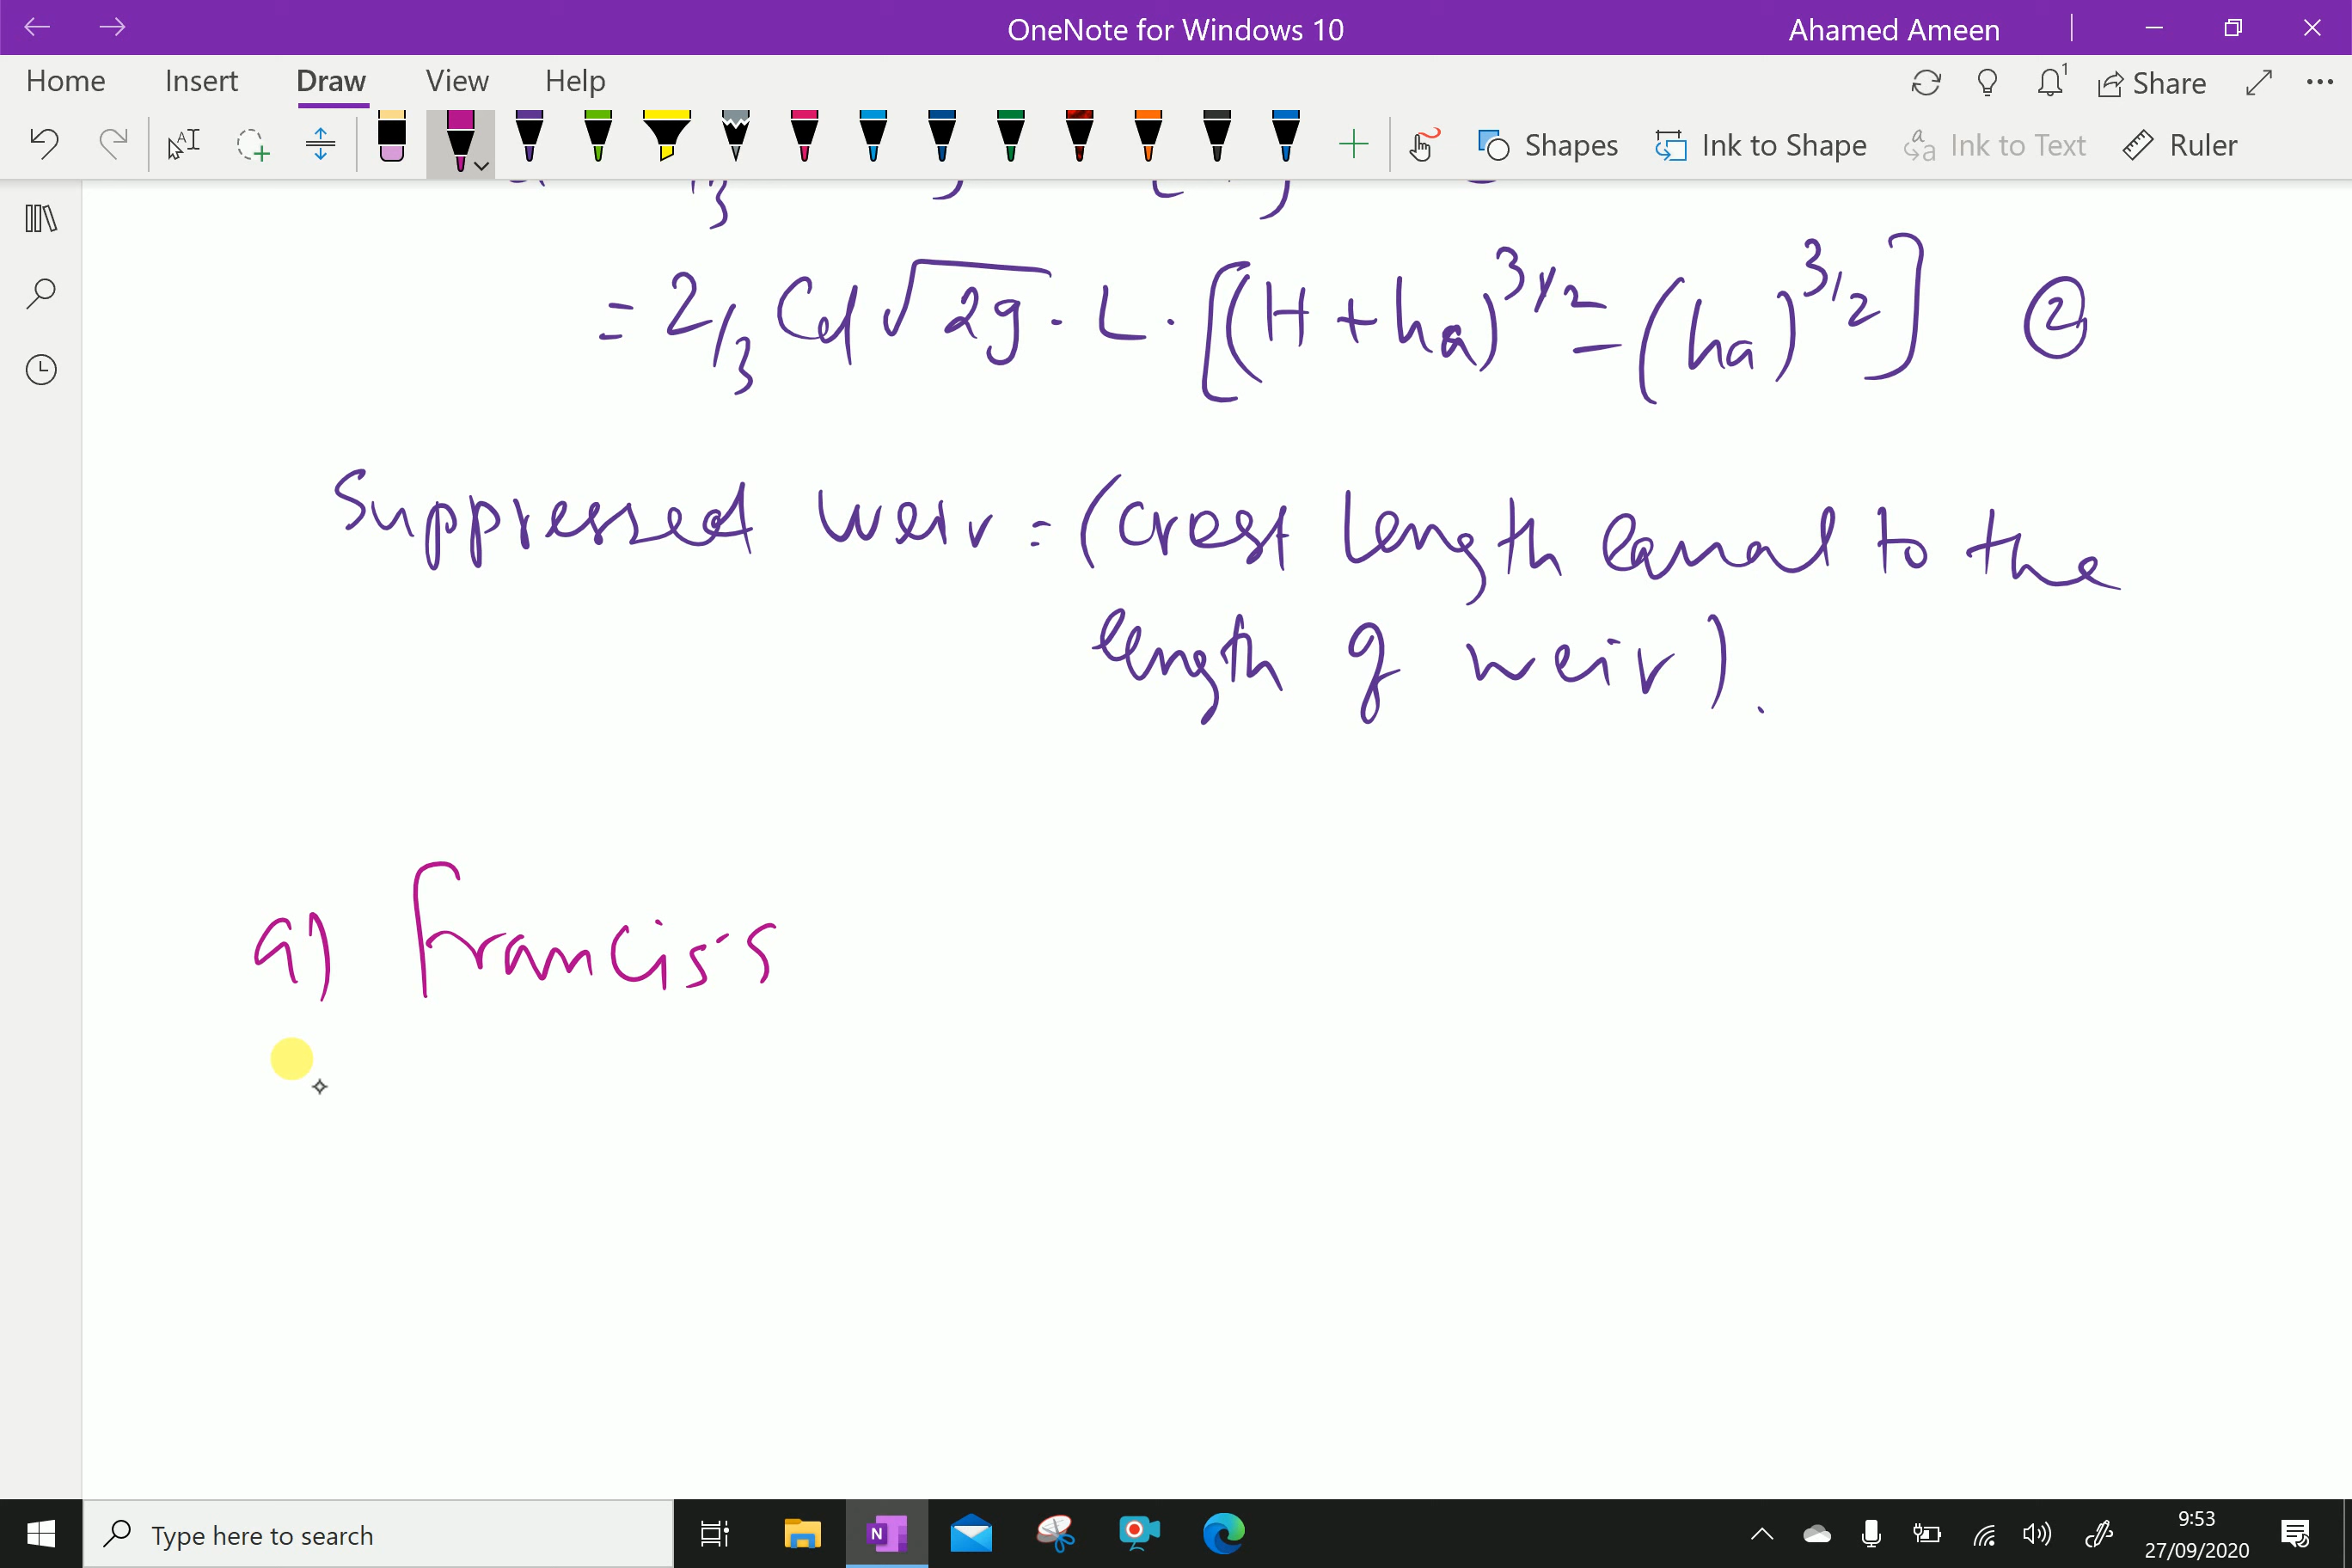 OneNote for Windows 10
Ahamed Ameen
Home Insert Draw View Help
1
Share
Shapes
Ink to Shape
Ink to Text
Ruler
= 2/3 Cd √2g · L · [(H + ha)^3/2 - (ha)^3/2] ②
Suppressed weir = (crest length equal to the
length of weir).
a) Francis's
Type here to search
9:53
27/09/2020